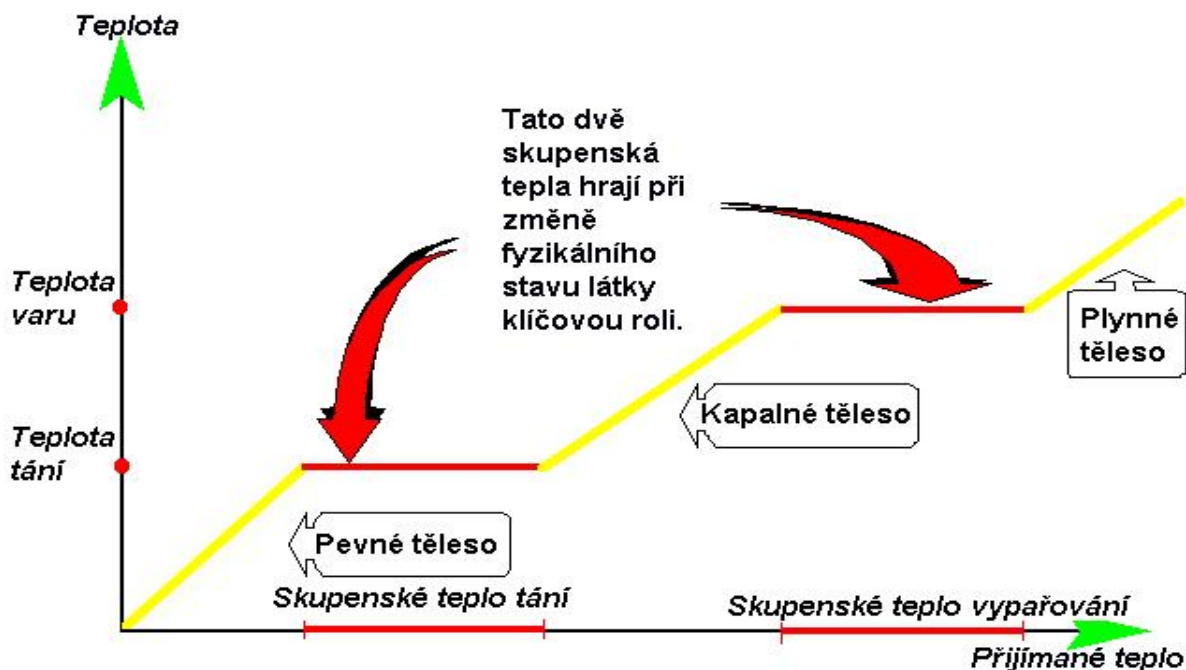 Teplota
Tato dvě
skupenská
tepla hrají při
změně
fyzikálního
stavu látky
klíčovou roli.
Teplota
varu
Plynné
těleso
Kapalné těleso
Teplota
tání
Pevné těleso
Skupenské teplo tání
Skupenské teplo vypařování
Přijímané teplo